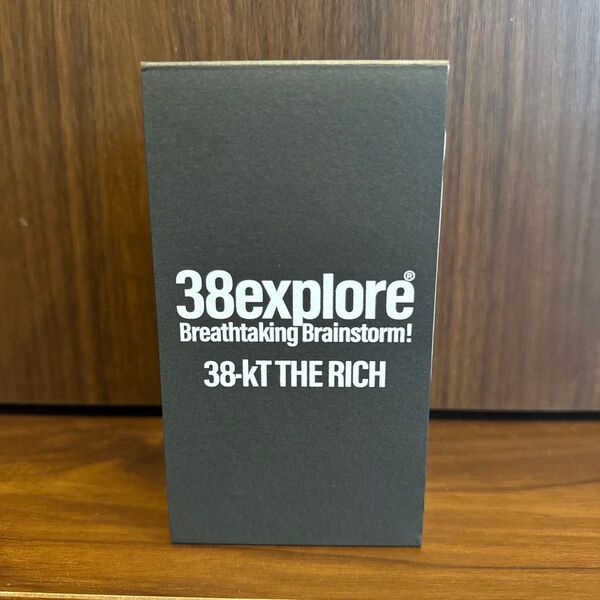 38explore®
Breathtaking Brainstorm!
38-kT THE RICH